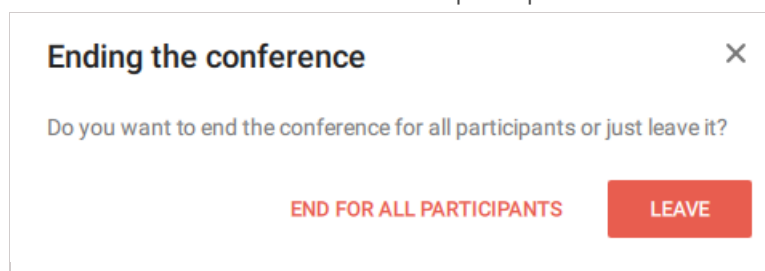 Ending the conference
Do you want to end the conference for all participants or just leave it?
END FOR ALL PARTICIPANTS
LEAVE